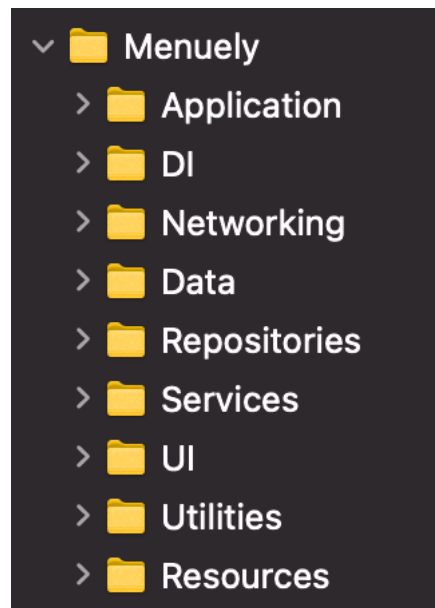 Menuely
Application
DI
Networking
Data
Repositories
Services
UI
Utilities
Resources